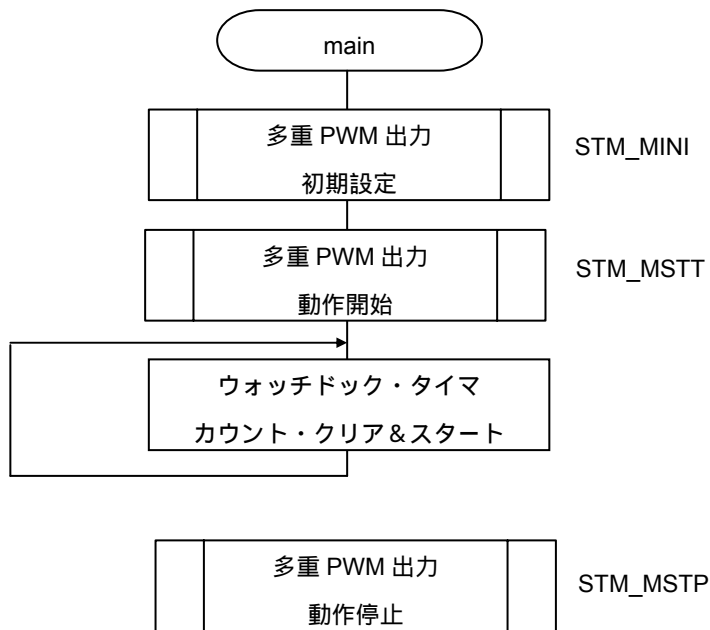 main
多重 PWM 出力
初期設定
STM_MINI
多重 PWM 出力
動作開始
STM_MSTT
ウォッチドック・タイマ
カウント・クリア＆スタート
多重 PWM 出力
動作停止
STM_MSTP